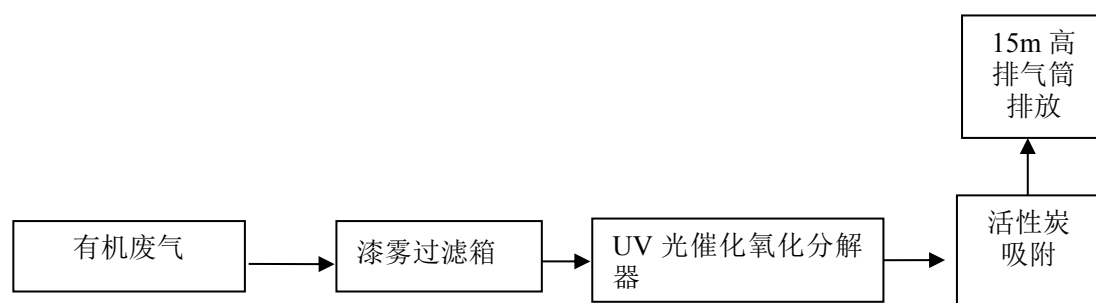 15m 高
排气筒
排放
有机废气
漆雾过滤箱
UV 光催化氧化分解
器
活性炭
吸附